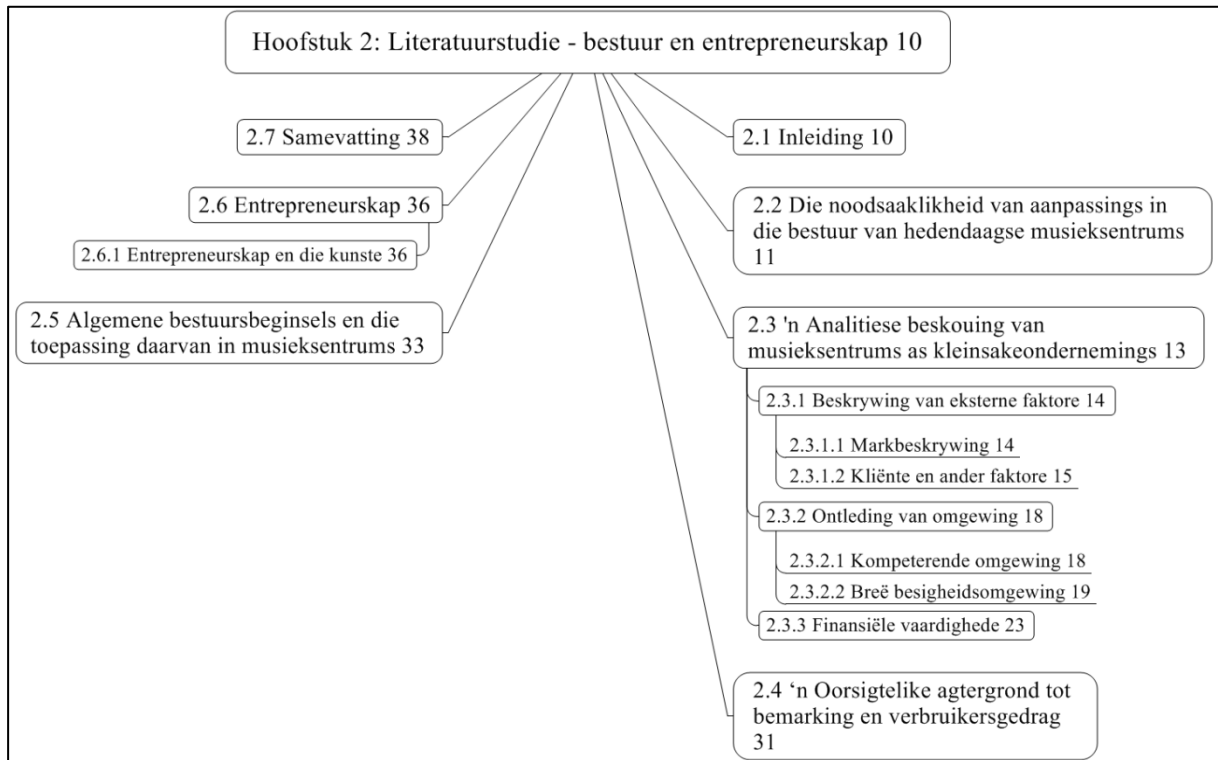 Hoofstuk 2: Literatuurstudie - bestuur en entrepreneurskap 10
2.1 Inleiding 10
2.2 Die noodsaaklikheid van aanpassings in
die bestuur van hedendaagse musieksentrums
11
2.3 'n Analitiese beskouing van
musieksentrums as kleinsakeondernemings 13
2.3.1 Beskrywing van eksterne faktore 14
2.3.1.1 Markbeskrywing 14
2.3.1.2 Kliënte en ander faktore 15
2.3.2 Ontleding van omgewing 18
2.3.2.1 Kompeterende omgewing 18
2.3.2.2 Breë besigheidsomgewing 19
2.3.3 Finansiële vaardighede 23
2.4 ‘n Oorsigtelike agtergrond tot
bemarking en verbruikersgedrag
31
2.5 Algemene bestuursbeginsels en die
toepassing daarvan in musieksentrums 33
2.6 Entrepreneurskap 36
2.6.1 Entrepreneurskap en die kunste 36
2.7 Samevatting 38